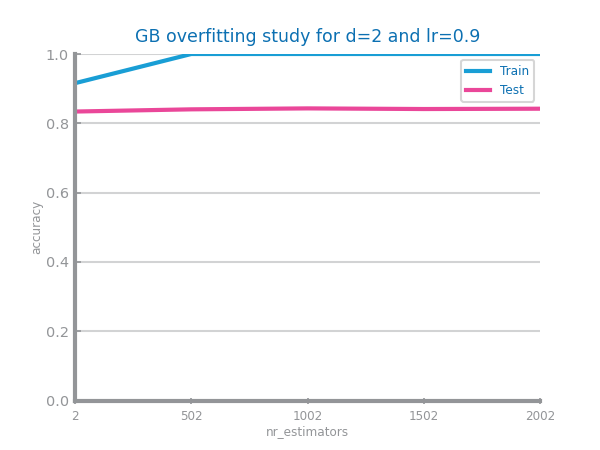 GB overfitting study for d=2 and lr=0.9
1.0
0.8
0.6
0.4
0.2
0.0
accuracy
Train
Test
2 502 1002 1502 2002
nr_estimators